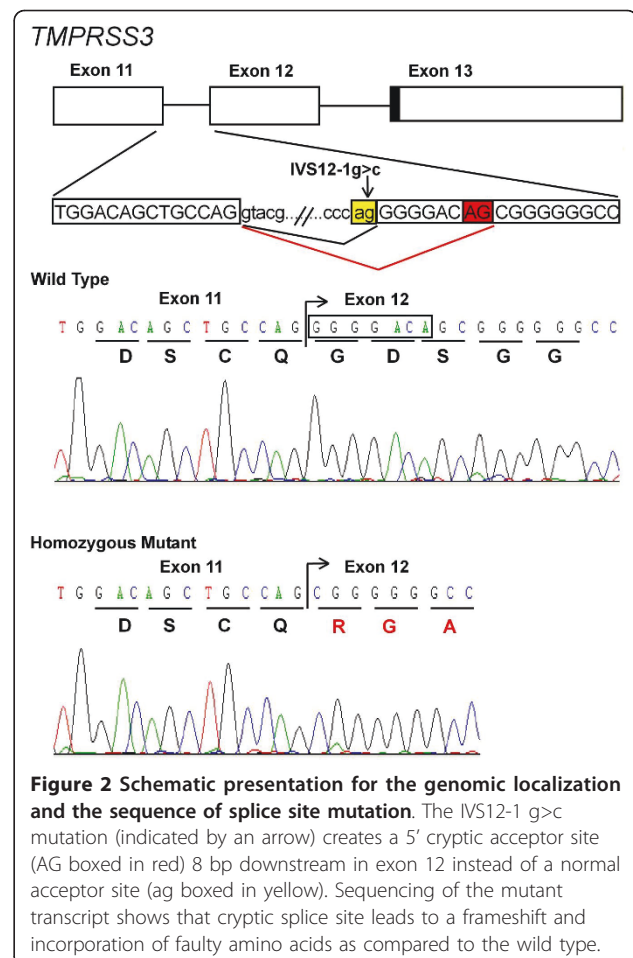 TMPRSS3
Exon 11 Exon 12 Exon 13
IVS12-1g>c
TGGACAGCTGCCAG gtacg....//....ccc ag GGGGAC AG CGGGGGGCC
Wild Type
Exon 11 Exon 12
T G G A C A G C T G C C A G G G G G A C A G C G G G G G G C C
D S C Q G D S G G
Homozygous Mutant
Exon 11 Exon 12
T G G A C A G C T G C C A G C G G G G G G C C
D S C Q R G A
Figure 2 Schematic presentation for the genomic localization
and the sequence of splice site mutation. The IVS12-1 g>c
mutation (indicated by an arrow) creates a 5' cryptic acceptor site
(AG boxed in red) 8 bp downstream in exon 12 instead of a normal
acceptor site (ag boxed in yellow). Sequencing of the mutant
transcript shows that cryptic splice site leads to a frameshift and
incorporation of faulty amino acids as compared to the wild type.